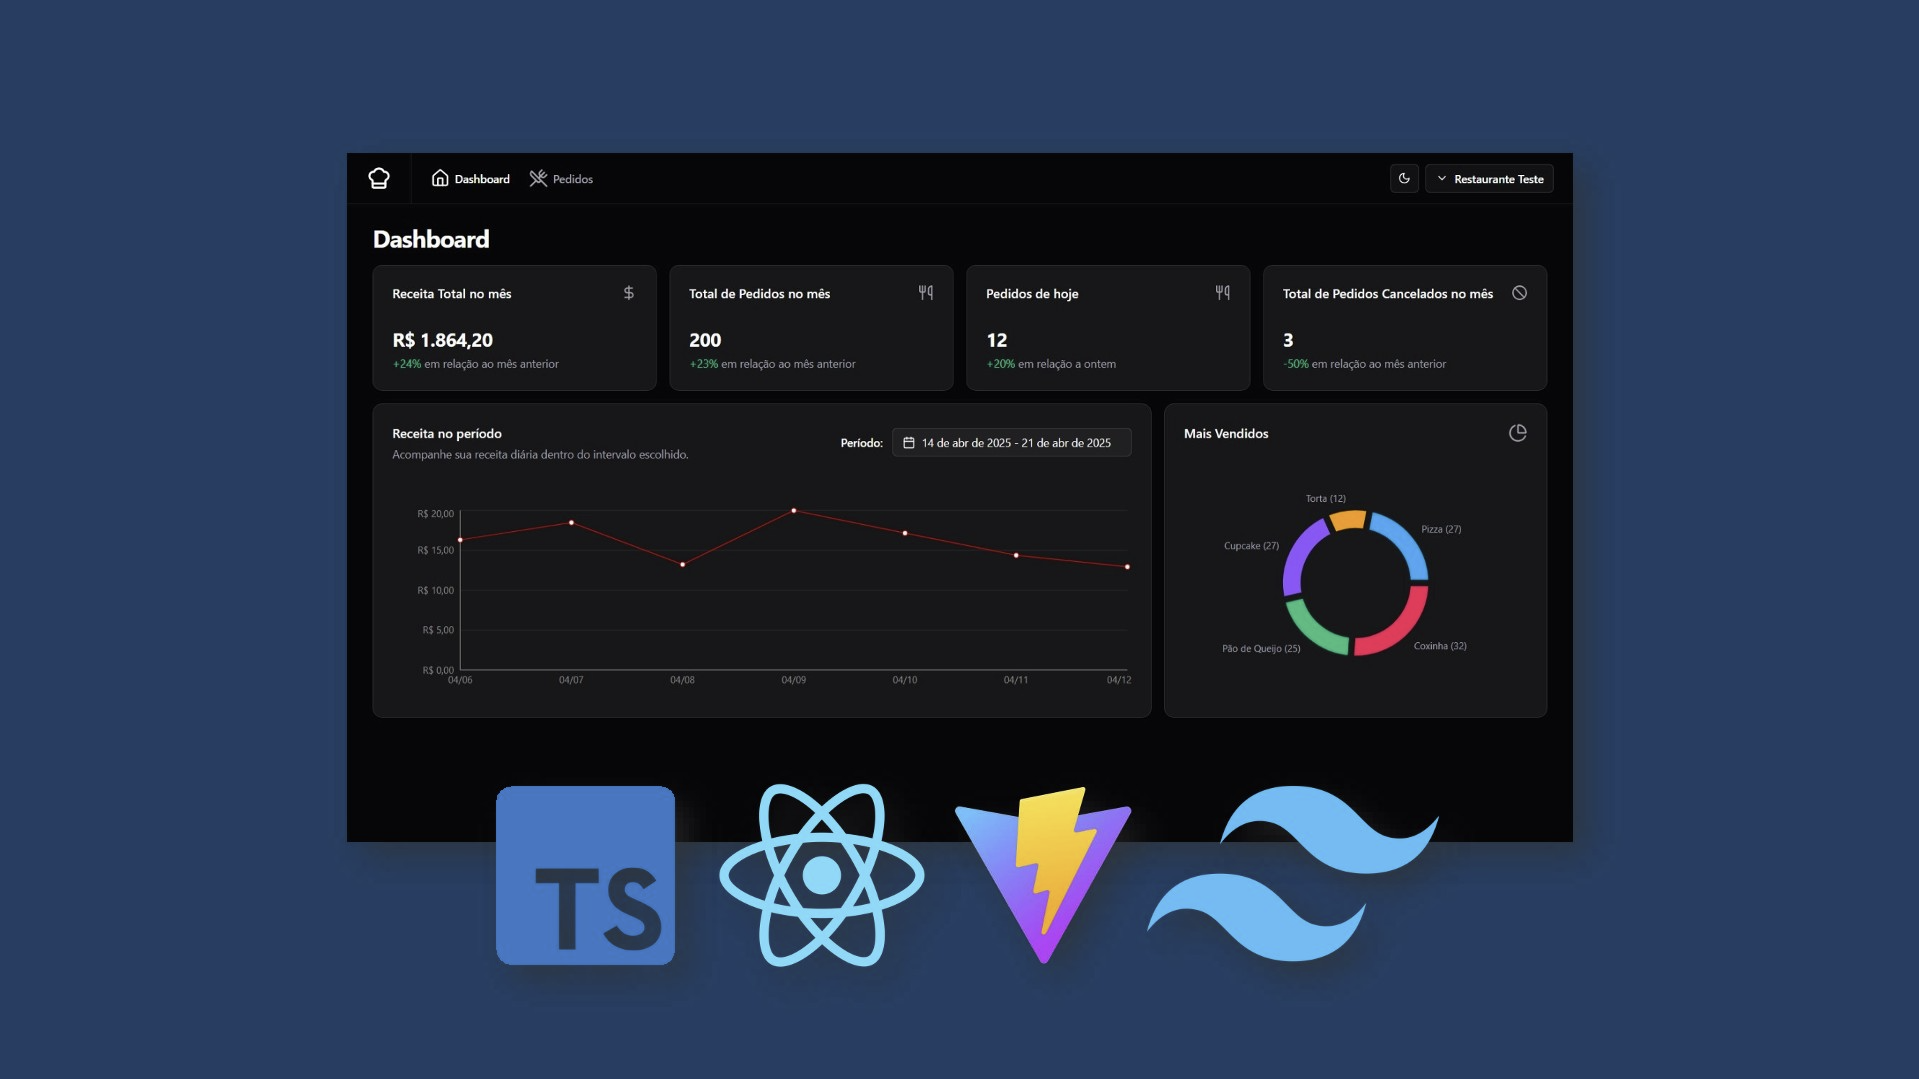 Dashboard
Pedidos
Restaurante Teste
Dashboard
Receita Total no mês
R$ 1.864,20
+24% em relação ao mês anterior
Total de Pedidos no mês
200
+23% em relação ao mês anterior
Pedidos de hoje
12
+20% em relação a ontem
Total de Pedidos Cancelados no mês
3
-50% em relação ao mês anterior
Receita no período
Acompanhe sua receita diária dentro do intervalo escolhido.
Período:
14 de abr de 2025 - 21 de abr de 2025
R$ 20,00
R$ 15,00
R$ 10,00
R$ 5,00
R$ 0,00
04/06
04/07
04/08
04/09
04/10
04/11
04/12
Mais Vendidos
Torta (12)
Pizza (27)
Cupcake (27)
Coxinha (32)
Pão de Queijo (25)
TS